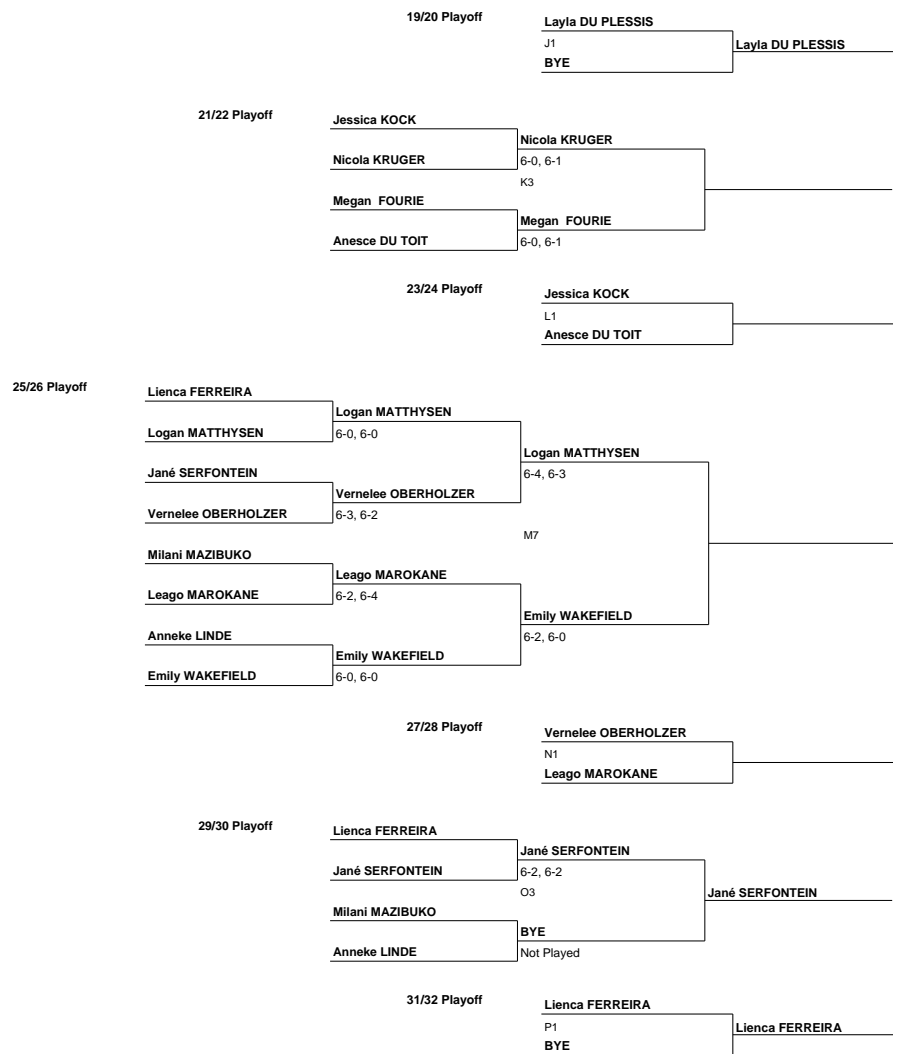 19/20 Playoff
Layla DU PLESSIS
J1
Layla DU PLESSIS
BYE
21/22 Playoff
Jessica KOCK
Nicola KRUGER
Nicola KRUGER
6-0, 6-1
K3
Megan  FOURIE
Megan  FOURIE
Anesce DU TOIT
6-0, 6-1
23/24 Playoff
Jessica KOCK
L1
Anesce DU TOIT
25/26 Playoff
Lienca FERREIRA
Logan MATTHYSEN
Logan MATTHYSEN
6-0, 6-0
Logan MATTHYSEN
6-4, 6-3
Jané SERFONTEIN
Vernelee OBERHOLZER
Vernelee OBERHOLZER
6-3, 6-2
M7
Milani MAZIBUKO
Leago MAROKANE
Leago MAROKANE
6-2, 6-4
Emily WAKEFIELD
6-2, 6-0
Anneke LINDE
Emily WAKEFIELD
Emily WAKEFIELD
6-0, 6-0
27/28 Playoff
Vernelee OBERHOLZER
N1
Leago MAROKANE
29/30 Playoff
Lienca FERREIRA
Jané SERFONTEIN
Jané SERFONTEIN
6-2, 6-2
O3
Jané SERFONTEIN
Milani MAZIBUKO
BYE
Anneke LINDE
Not Played
31/32 Playoff
Lienca FERREIRA
P1
Lienca FERREIRA
BYE